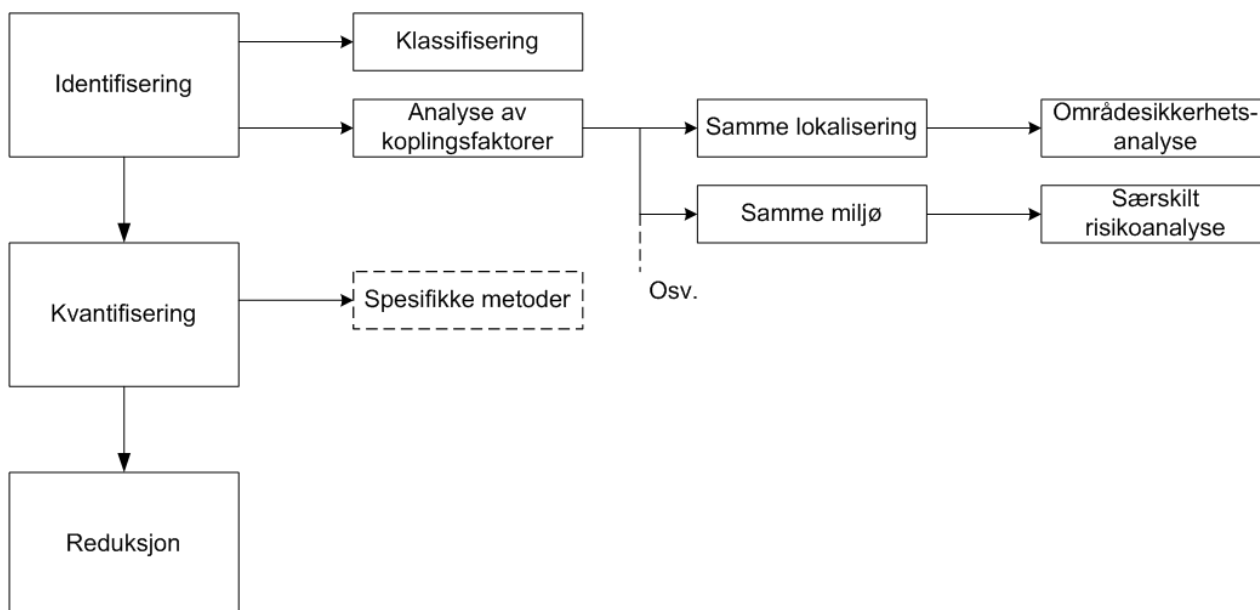 Identifisering
Klassifisering
Analyse av
koplingsfaktorer
Samme lokalisering
Områdesikkerhets-
analyse
Samme miljø
Særskilt
risikoanalyse
Osv.
Kvantifisering
Spesifikke metoder
Reduksjon